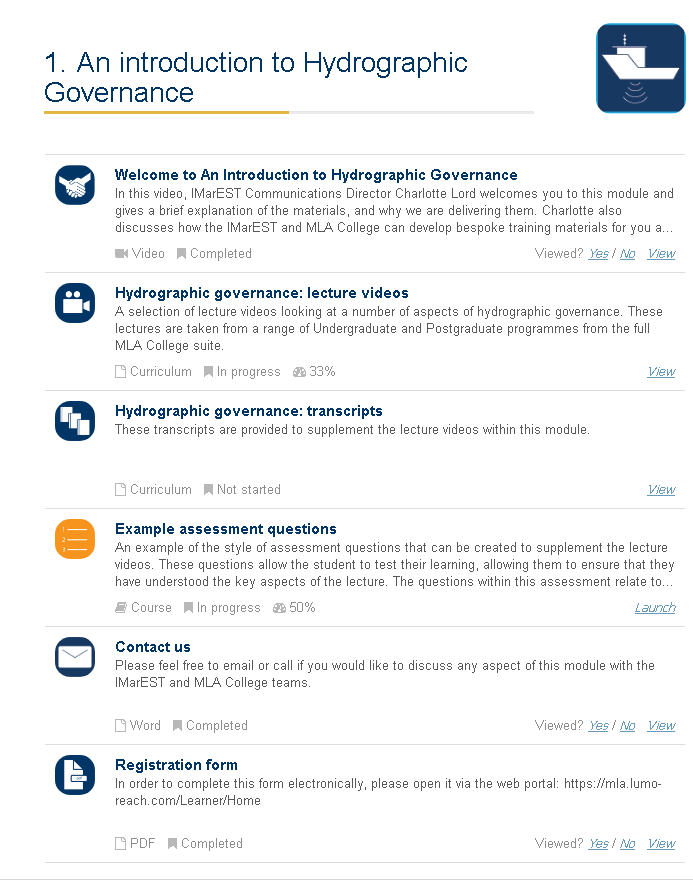 1. An introduction to Hydrographic
Governance
Welcome to An Introduction to Hydrographic Governance
In this video, IMarEST Communications Director Charlotte Lord welcomes you to this module and
gives a brief explanation of the materials, and why we are delivering them. Charlotte also
discusses how the IMarEST and MLA College can develop bespoke training materials for you a...
Video Completed Viewed? Yes / No View
Hydrographic governance: lecture videos
A selection of lecture videos looking at a number of aspects of hydrographic governance. These
lectures are taken from a range of Undergraduate and Postgraduate programmes from the full
MLA College suite.
Curriculum In progress 33% View
Hydrographic governance: transcripts
These transcripts are provided to supplement the lecture videos within this module.
Curriculum Not started View
1
2
3
Example assessment questions
An example of the style of assessment questions that can be created to supplement the lecture
videos. These questions allow the student to test their learning, allowing them to ensure that they
have understood the key aspects of the lecture. The questions within this assessment relate to...
Course In progress 50% Launch
Contact us
Please feel free to email or call if you would like to discuss any aspect of this module with the
IMarEST and MLA College teams.
Word Completed Viewed? Yes / No View
Registration form
In order to complete this form electronically, please open it via the web portal: https://mla.lumo-
reach.com/Learner/Home
PDF Completed Viewed? Yes / No View